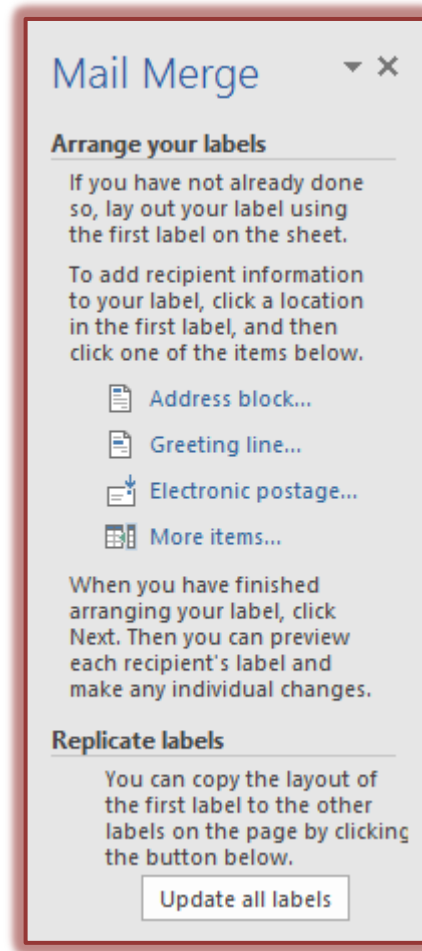 Mail Merge
Arrange your labels
If you have not already done
so, lay out your label using
the first label on the sheet.
To add recipient information
to your label, click a location
in the first label, and then
click one of the items below.
Address block...
Greeting line...
Electronic postage...
More items...
When you have finished
arranging your label, click
Next. Then you can preview
each recipient's label and
make any individual changes.
Replicate labels
You can copy the layout of
the first label to the other
labels on the page by clicking
the button below.
Update all labels